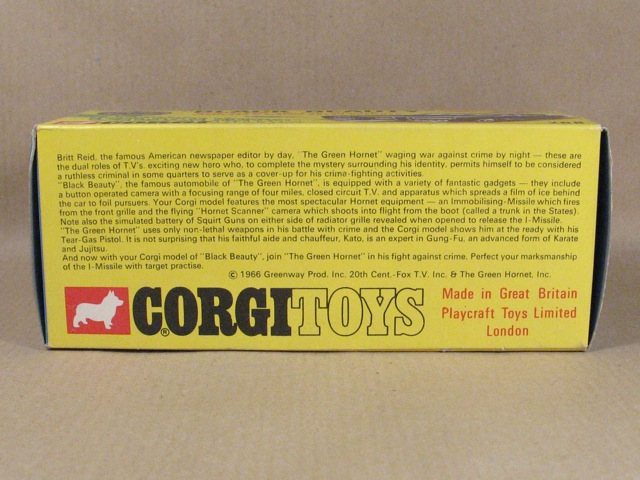 Britt Reid, the famous American newspaper editor by day, "The Green Hornet" waging war against crime by night — these are
the dual roles of T.V's. exciting new hero who, to complete the mystery surrounding his identity, permits himself to be considered
a ruthless criminal in some quarters to serve as a cover-up for his crima-fighting activities.
"Black Beauty", the famous automobile of "The Green Hornet", is equipped with a variety of fantastic gadgets — they include
a button operated camera with a focusing range of four miles, closed circuit T.V. and apparatus which spreads a film of ice behind
the car to foil pursuers. Your Corgi model features the most spectacular Hornet equipment — an Immobilising-Missile which fires
from the front grille and the flying "Hornet Scanner" camera which shoots into flight from the boot (called a trunk in the States).
Note also the simulated battery of Squirt Guns on either side of radiator grille revealed when opened to release the I-Missile.
"The Green Hornet" uses only non-lethal weapons in his battle with crime and the Corgi model shows him at the ready with his
Tear-Gas Pistol. It is not surprising that his faithful aide and chauffeur, Kato, is an expert in Gung-Fu, an advanced form of Karate
and Jujitsu.
And now with your Corgi model of "Black Beauty", join "The Green Hornet" in his fight against crime. Perfect your marksmanship
of the I-Missile with target practise.
© 1966 Greenway Prod. Inc. 20th Cent.-Fox T.V. Inc. & The Green Hornet, Inc.
® CORGI TOYS
Made in Great Britain
Playcraft Toys Limited
London